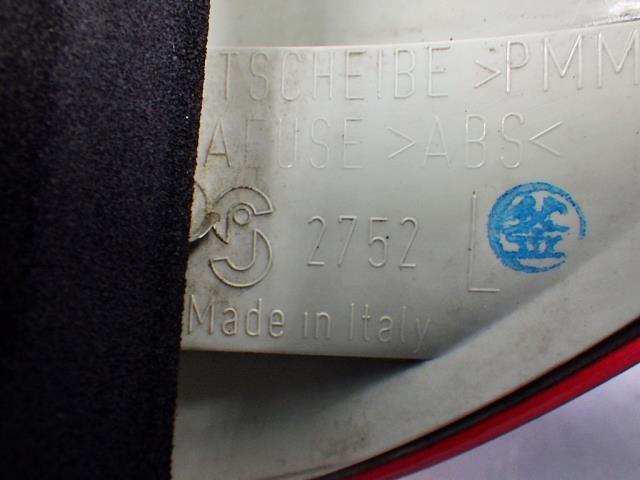 TSCHEIBE >PMM
AEUSE >ABS<
2752 L
Made in Italy